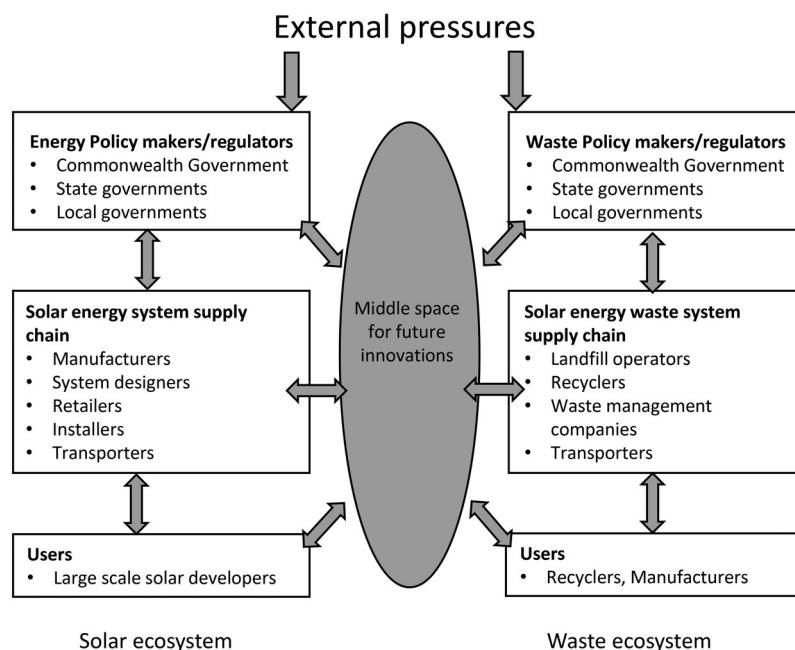 External pressures
Energy Policy makers/regulators
• Commonwealth Government
• State governments
• Local governments
Waste Policy makers/regulators
• Commonwealth Government
• State governments
• Local governments
Solar energy system supply
chain
• Manufacturers
• System designers
• Retailers
• Installers
• Transporters
Middle space
for future
innovations
Solar energy waste system
supply chain
• Landfill operators
• Recyclers
• Waste management
companies
• Transporters
Users
• Large scale solar developers
Users
• Recyclers, Manufacturers
Solar ecosystem
Waste ecosystem